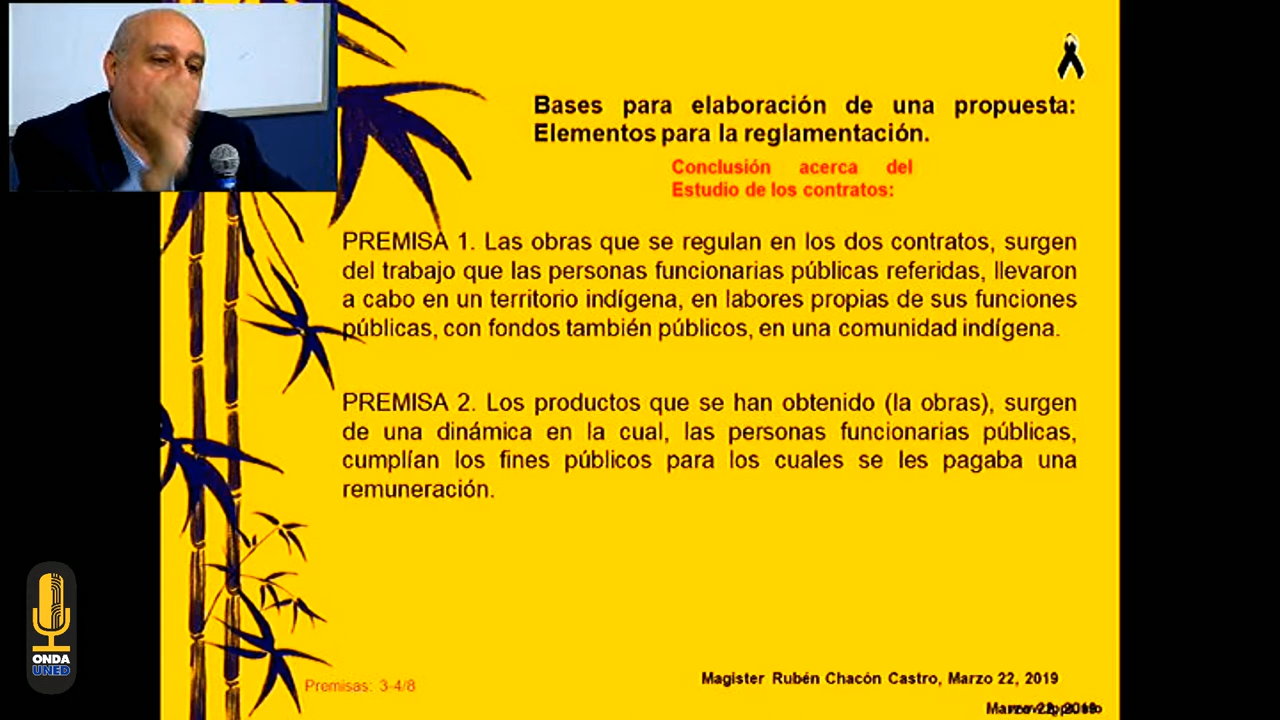 Bases para elaboración de una propuesta:
Elementos para la reglamentación.
Conclusión acerca del
Estudio de los contratos:
PREMISA 1. Las obras que se regulan en los dos contratos, surgen
del trabajo que las personas funcionarias públicas referidas, llevaron
a cabo en un territorio indígena, en labores propias de sus funciones
públicas, con fondos también públicos, en una comunidad indígena.
PREMISA 2. Los productos que se han obtenido (la obras), surgen
de una dinámica en la cual, las personas funcionarias públicas,
cumplían los fines públicos para los cuales se les pagaba una
remuneración.
ONDA
UNED
Premisas: 3-4/8
Magister Rubén Chacón Castro, Marzo 22, 2019